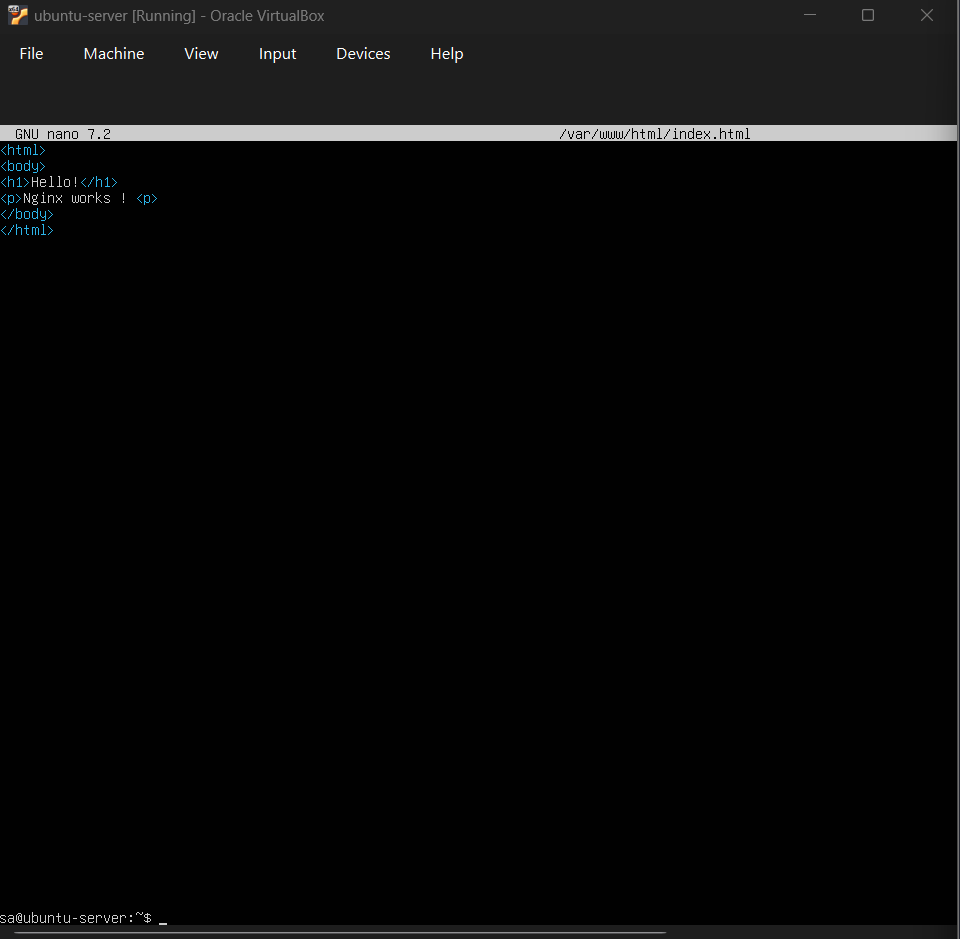 ubuntu-server [Running] - Oracle VirtualBox
File Machine View Input Devices Help
GNU nano 7.2 /var/www/html/index.html
<html>
<body>
<h1>Hello!</h1>
<p>Nginx works ! <p>
</body>
</html>
sa@ubuntu-server:~$ _